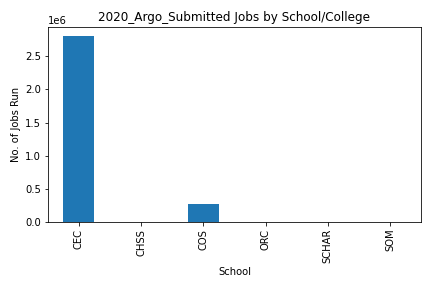 2020_Argo_Submitted Jobs by School/College
1e6
2.5
2.0
1.5
1.0
0.5
0.0
No. of Jobs Run
CEC
CHSS
COS
ORC
SCHAR
SOM
School